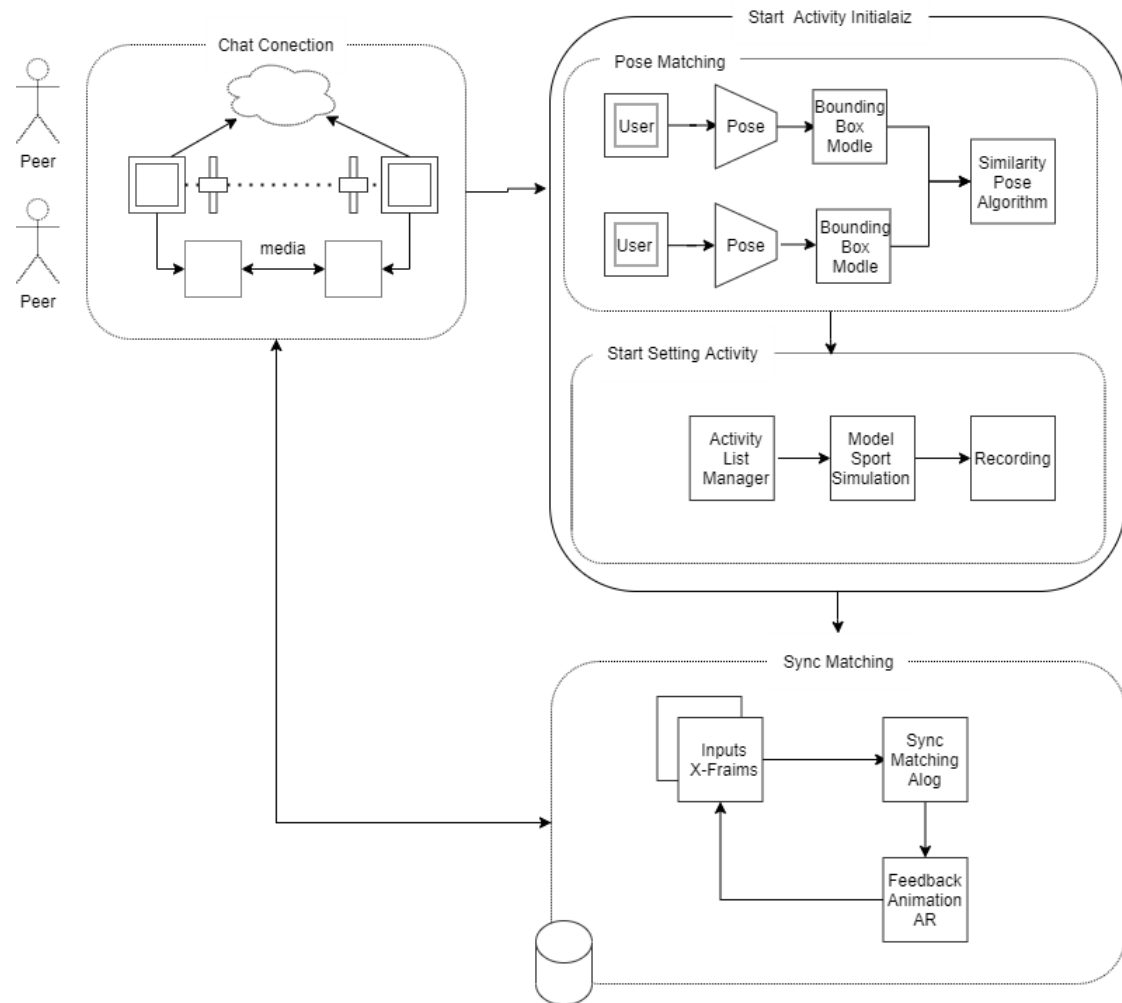 Start Activity Initialaiz
Chat Conection
Peer
Peer
media
Pose Matching
User
Pose
Bounding
Box
Modle
Similarity
Pose
Algorithm
User
Pose
Bounding
Box
Modle
Start Setting Activity
Activity
List
Manager
Model
Sport
Simulation
Recording
Sync Matching
Inputs
X-Fraims
Sync
Matching
Alog
Feedback
Animation
AR